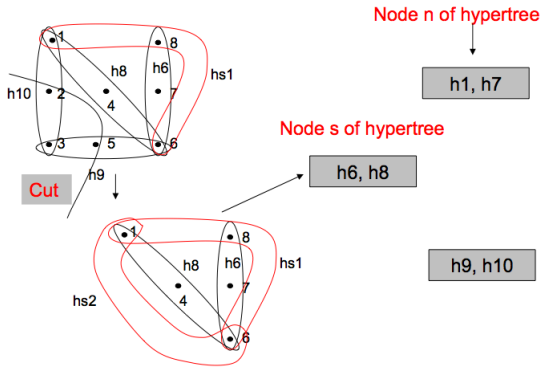 Node n of hypertree
h1, h7
1
8
h8
h6
hs1
h10
2
4
7
3
5
6
h9
Cut
Node s of hypertree
h6, h8
1
8
h8
h6
hs1
hs2
4
7
6
h9, h10